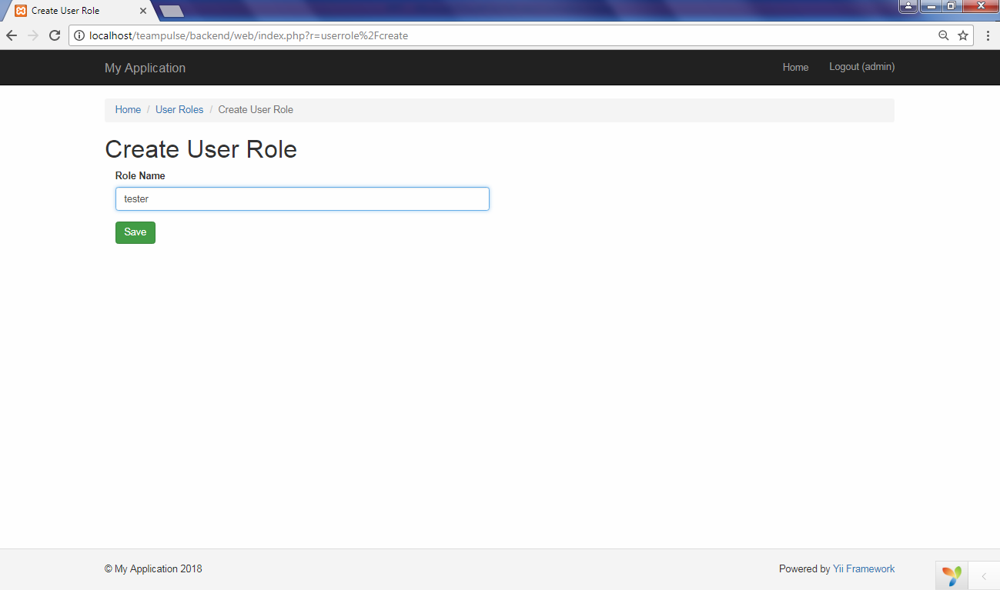 Create User Role
localhost/teampulse/backend/web/index.php?r=userrole%2Fcreate
My Application Home Logout (admin)
Home / User Roles / Create User Role
Create User Role
Role Name
tester
Save
© My Application 2018 Powered by Yii Framework